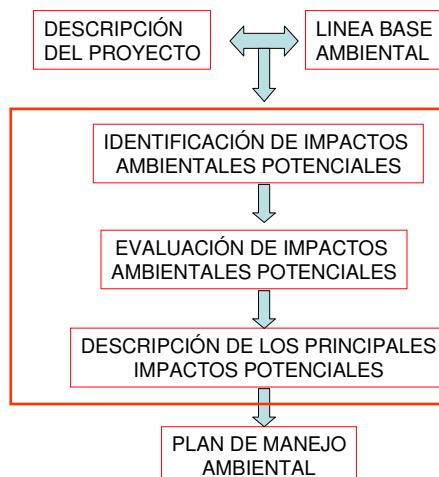 DESCRIPCIÓN
DEL PROYECTO
LINEA BASE
AMBIENTAL
IDENTIFICACIÓN DE IMPACTOS
AMBIENTALES POTENCIALES
EVALUACIÓN DE IMPACTOS
AMBIENTALES POTENCIALES
DESCRIPCIÓN DE LOS PRINCIPALES
IMPACTOS POTENCIALES
PLAN DE MANEJO
AMBIENTAL